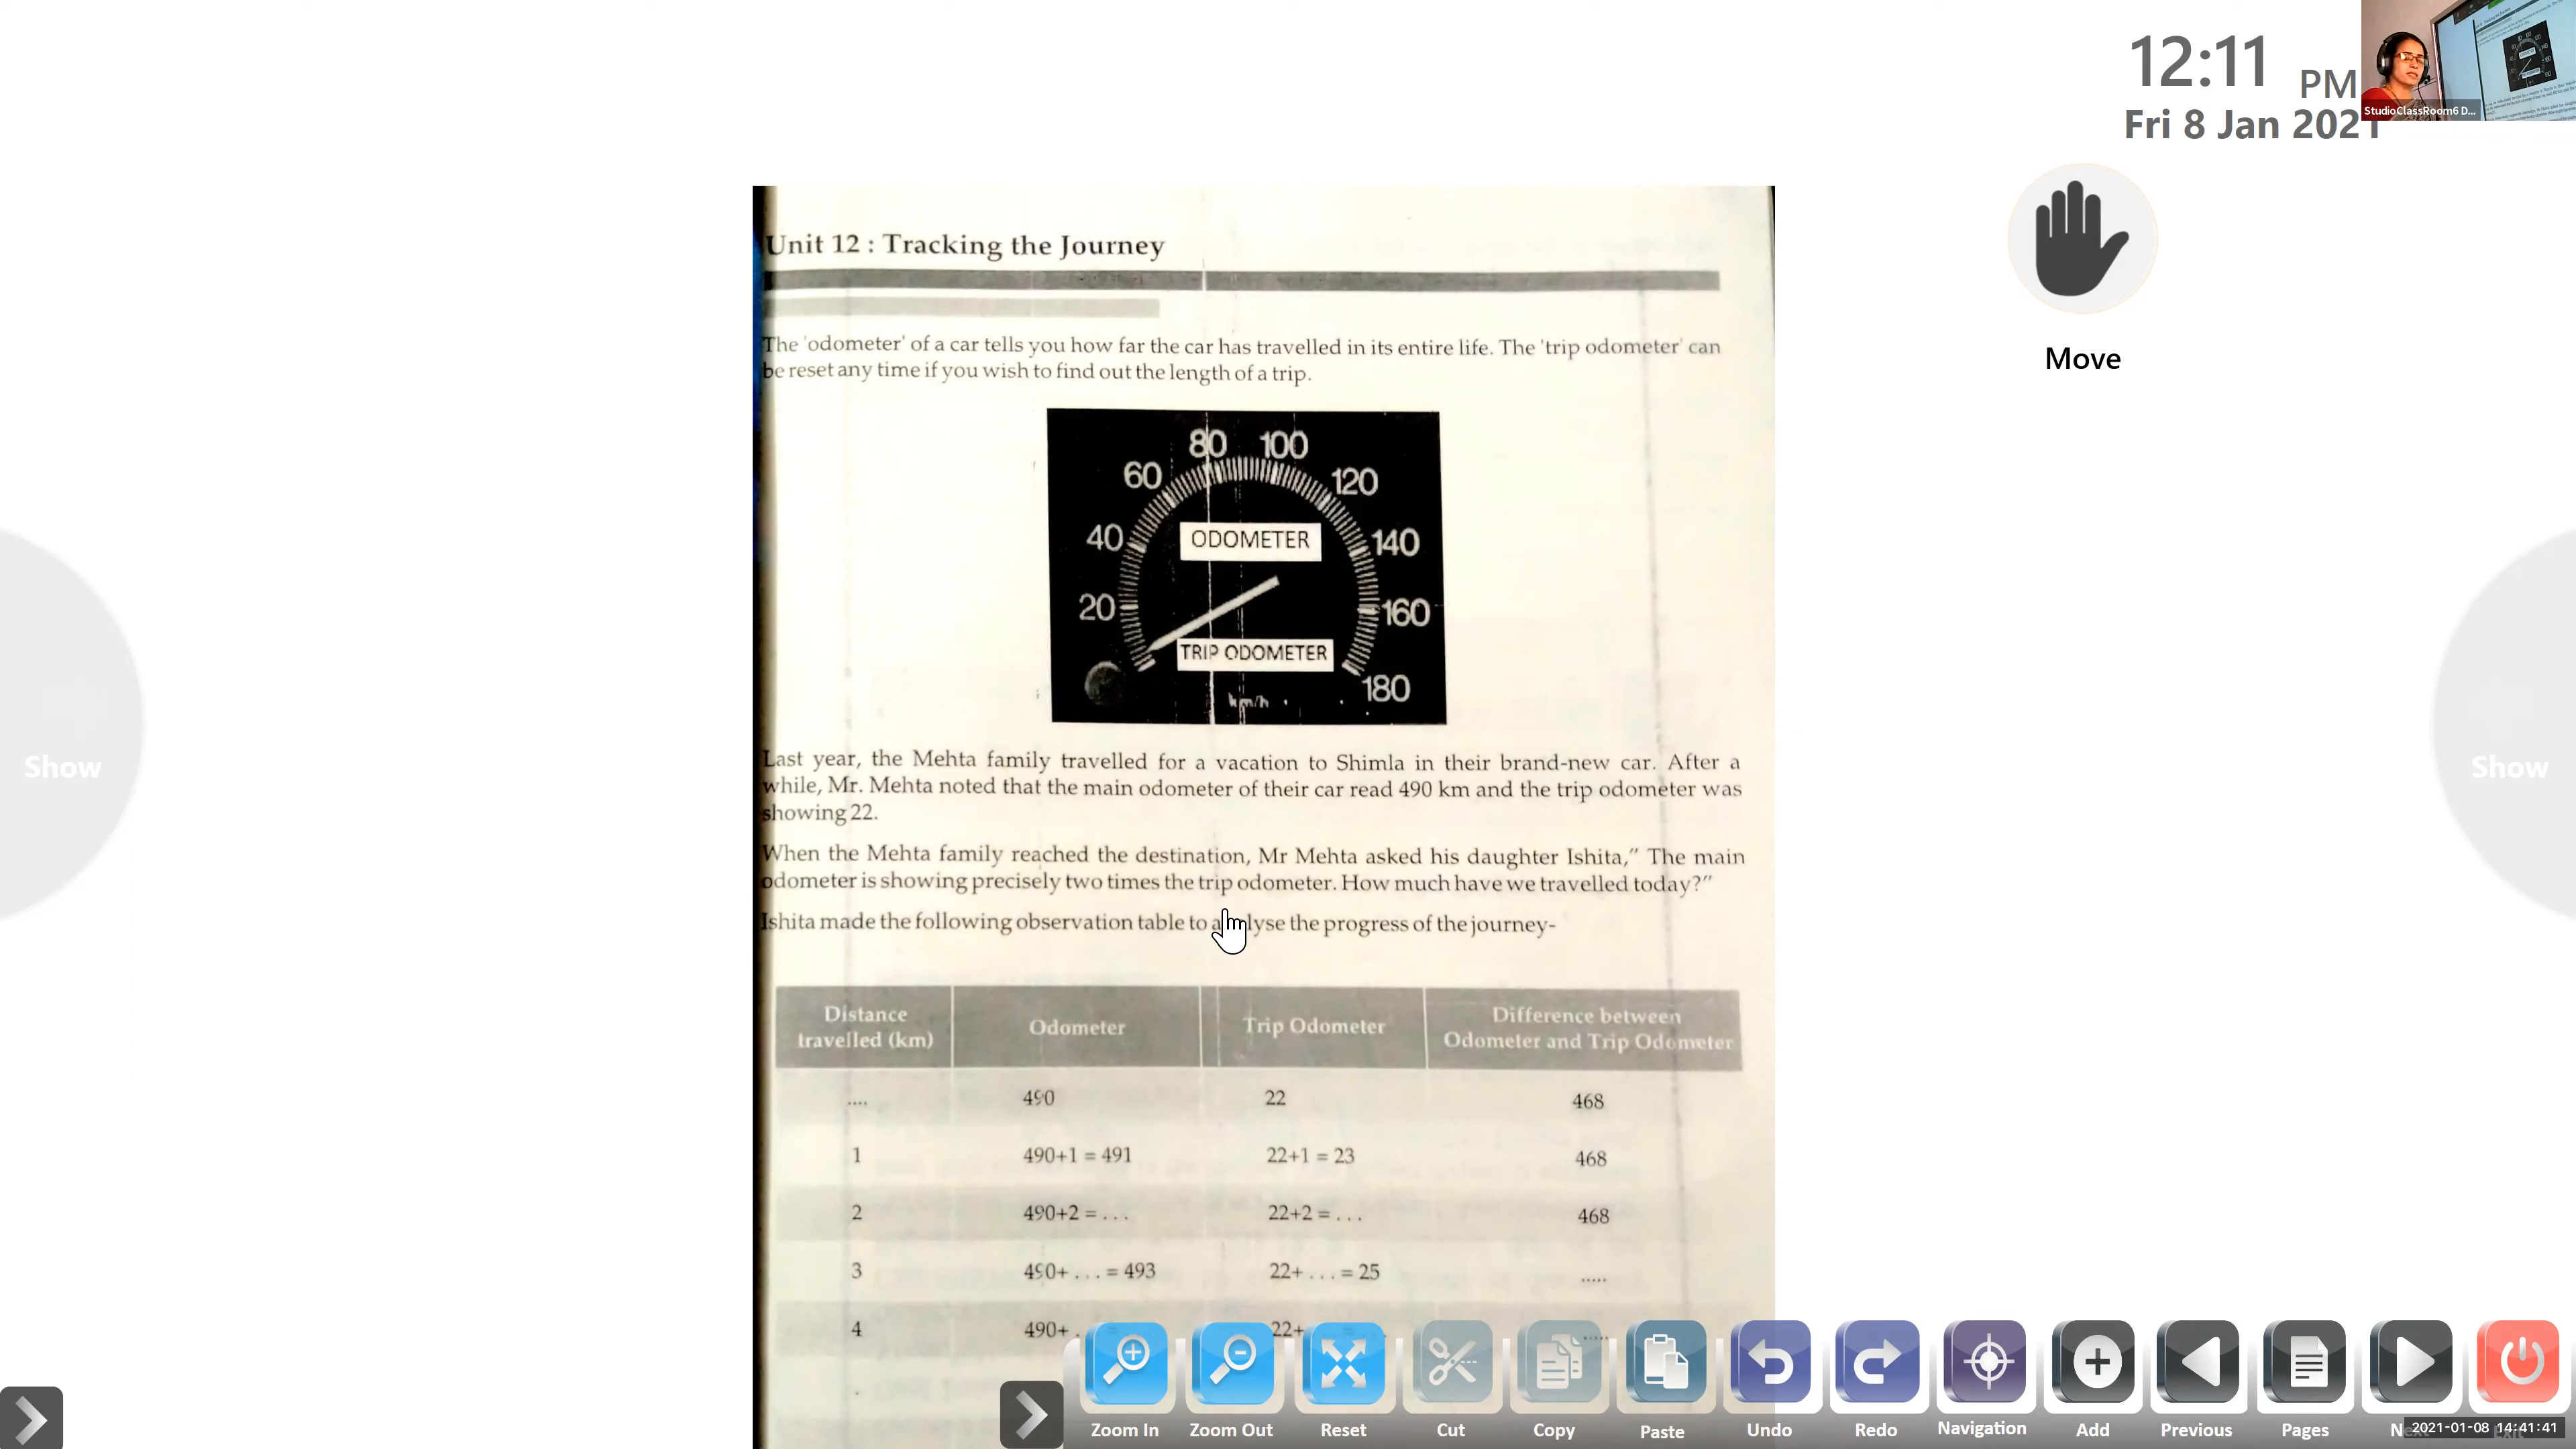 12:11 PM
Fri 8 Jan 2021
StudioClassRoom6 D...
Move
Unit 12 : Tracking the Journey
The 'odometer' of a car tells you how far the car has travelled in its entire life. The 'trip odometer' can
be reset any time if you wish to find out the length of a trip.
80 100
60 120
40 ODOMETER 140
20 160
TRIP ODOMETER
km/h 180
Last year, the Mehta family travelled for a vacation to Shimla in their brand-new car. After a
while, Mr. Mehta noted that the main odometer of their car read 490 km and the trip odometer was
showing 22.
When the Mehta family reached the destination, Mr Mehta asked his daughter Ishita," The main
odometer is showing precisely two times the trip odometer. How much have we travelled today?"
Ishita made the following observation table to analyse the progress of the journey-
Show
Show
Distance travelled (km) Odometer Trip Odometer Difference between Odometer and Trip Odometer
.... 490 22 468
1 490+1 = 491 22+1 = 23 468
2 490+2 = . . . 22+2 = . . . 468
3 490+ . . . = 493 22+ . . . = 25 .....
4 490+ . 22+ .....
Zoom In Zoom Out Reset Cut Copy Paste Undo Redo Navigation Add Previous Pages
2021-01-08 14:41:41